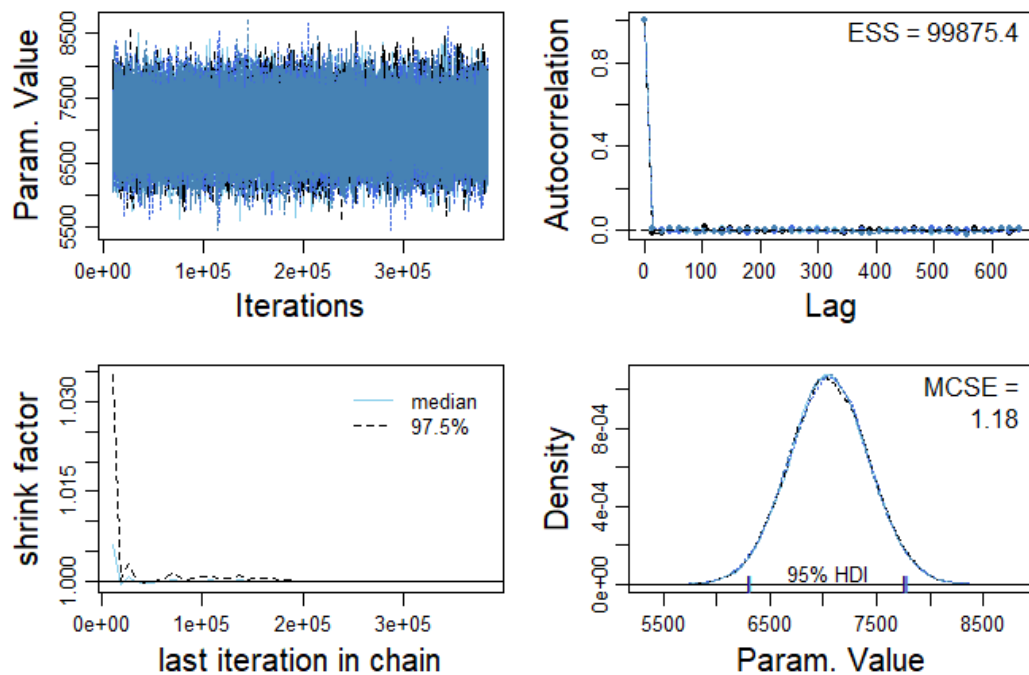 Param. Value
5500 6500 7500 8500
0e+00 1e+05 2e+05 3e+05
Iterations
Autocorrelation
0.0 0.4 0.8
ESS = 99875.4
0 100 200 300 400 500 600
Lag
shrink factor
1.000 1.015 1.030
median
97.5%
0e+00 1e+05 2e+05 3e+05
last iteration in chain
Density
0e+00 4e-04 8e-04
MCSE =
1.18
95% HDI
5500 6500 7500 8500
Param. Value